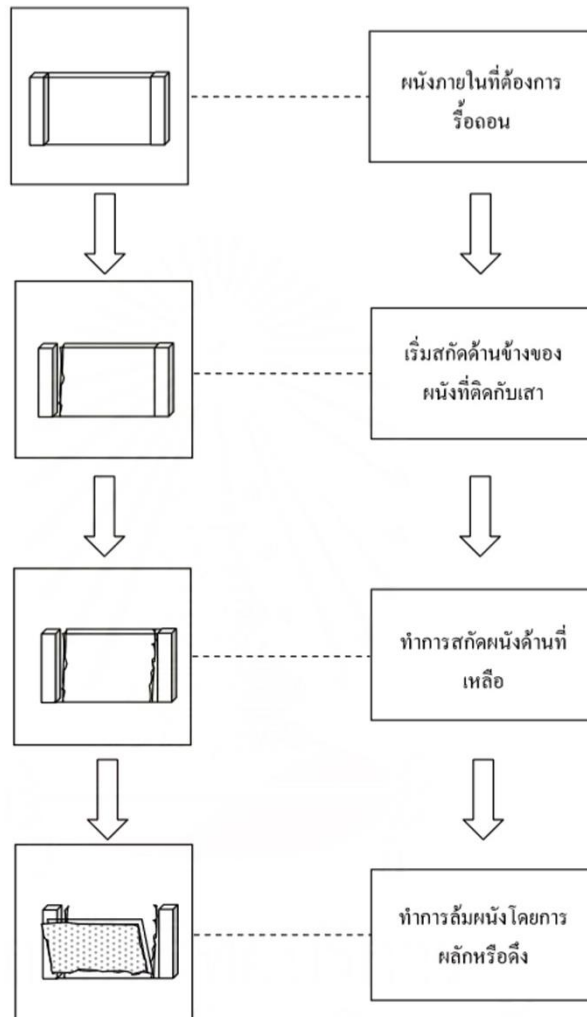 ผนังภายในที่ต้องการ
รื้อถอน
เริ่มสกัดด้านข้างของ
ผนังที่ติดกับเสา
ทำการสกัดผนังด้านที่
เหลือ
ทำการล้มผนังโดยการ
ผลักหรือดึง